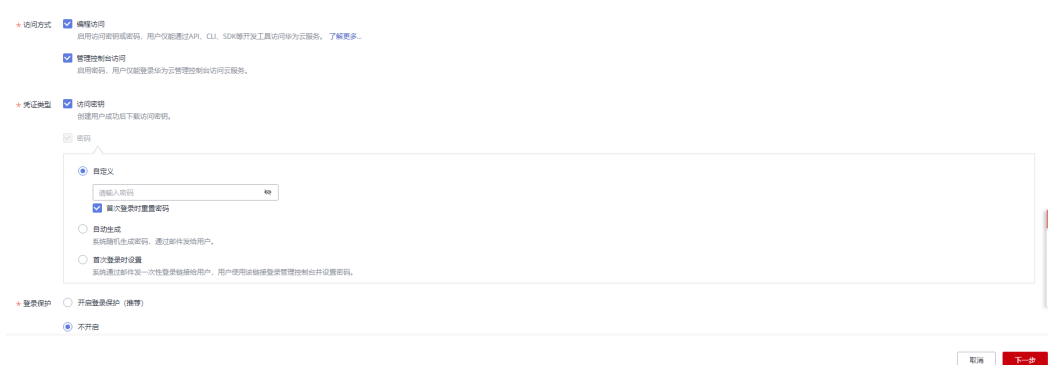 * 访问方式 编程访问
启用访问密钥或密码，用户仅能通过API、CLI、SDK等开发工具访问华为云服务。 了解更多...
管理控制台访问
启用密码，用户仅能登录华为云管理控制台访问云服务。
* 凭证类型 访问密钥
创建用户成功后下载访问密钥。
密码
自定义
请输入密码
首次登录时重置密码
自动生成
系统随机生成密码，通过邮件发给用户。
首次登录时设置
系统通过邮件发一次性登录链接给用户，用户使用该链接登录管理控制台并设置密码。
* 登录保护 开启登录保护（推荐）
不开启
取消 下一步